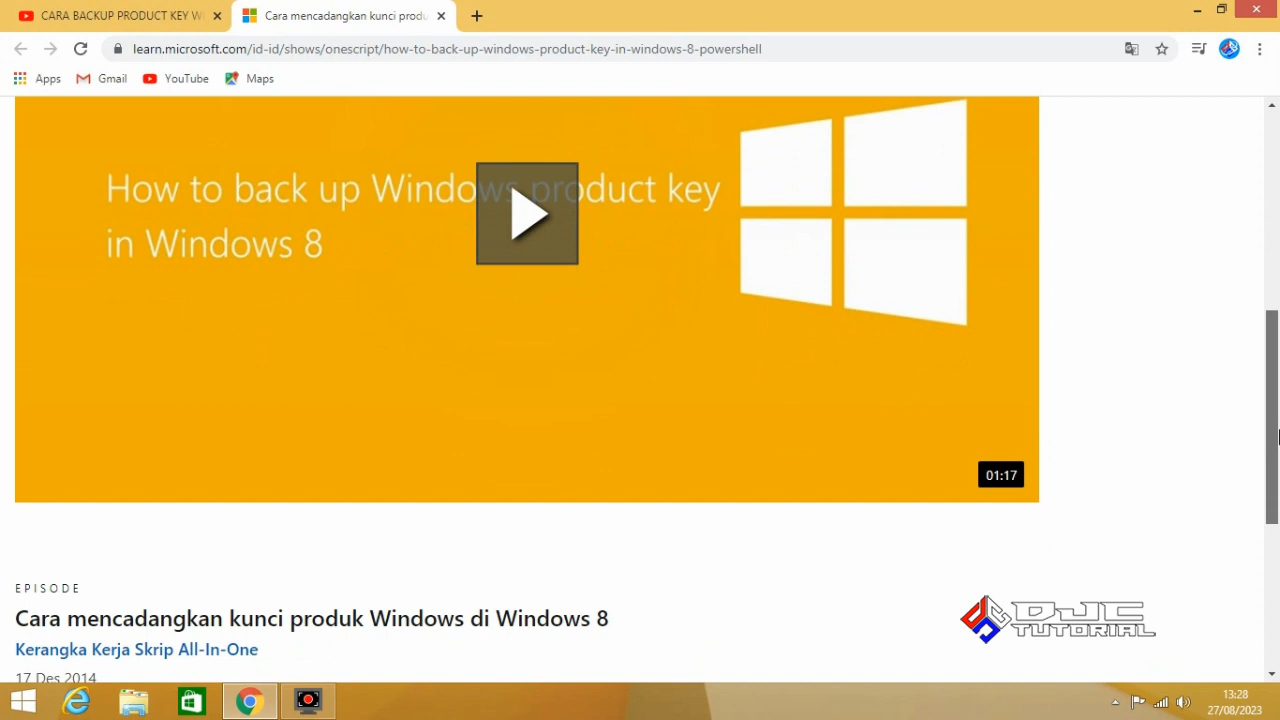 CARA BACKUP PRODUCT KEY W
Cara mencadangkan kunci produ
learn.microsoft.com/id-id/shows/onescript/how-to-back-up-windows-product-key-in-windows-8-powershell
Apps
Gmail
YouTube
Maps
How to back up Windows product key
in Windows 8
01:17
EPISODE
Cara mencadangkan kunci produk Windows di Windows 8
Kerangka Kerja Skrip All-In-One
17 Des 2014
DJC
TUTORIAL
13:28
27/08/2023